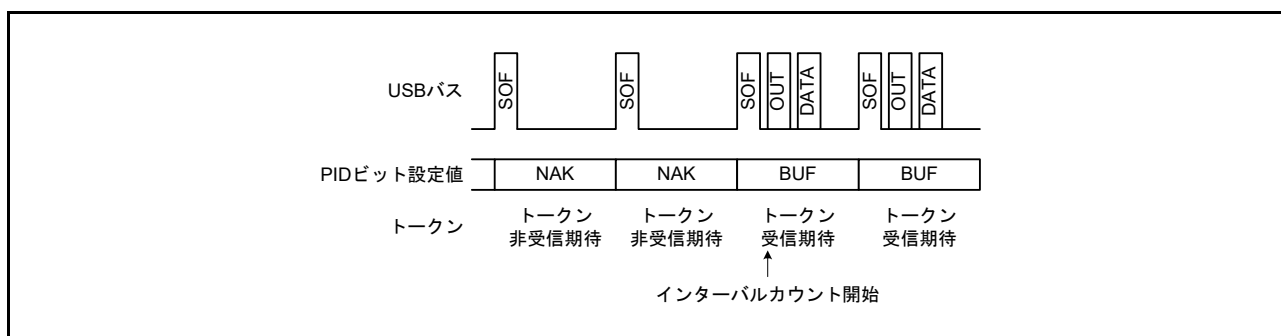 USBバス
SOF
SOF
SOF
OUT
DATA
SOF
OUT
DATA
PIDビット設定値
NAK
NAK
BUF
BUF
トークン
トークン
非受信期待
トークン
非受信期待
トークン
受信期待
トークン
受信期待
インターバルカウント開始